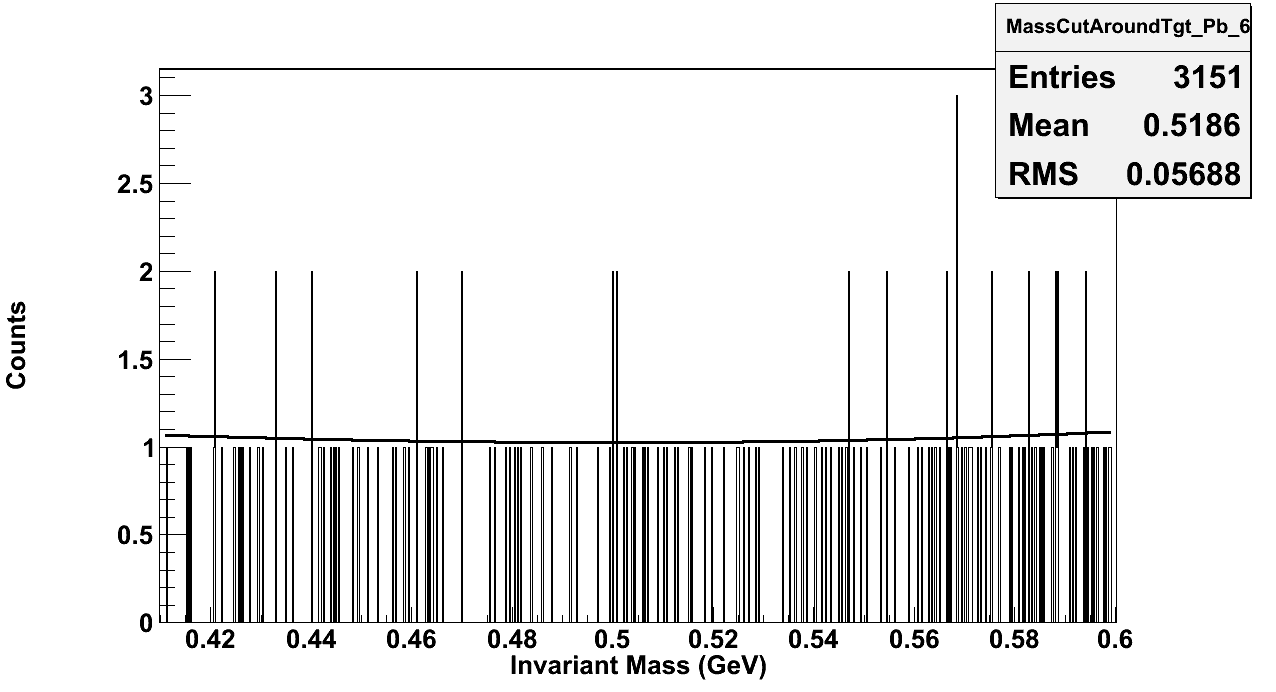 MassCutAroundTgt_Pb_6
Entries 3151
Mean 0.5186
RMS 0.05688
3
2.5
2
1.5
1
0.5
0
Counts
0.42 0.44 0.46 0.48 0.5 0.52 0.54 0.56 0.58 0.6
Invariant Mass (GeV)